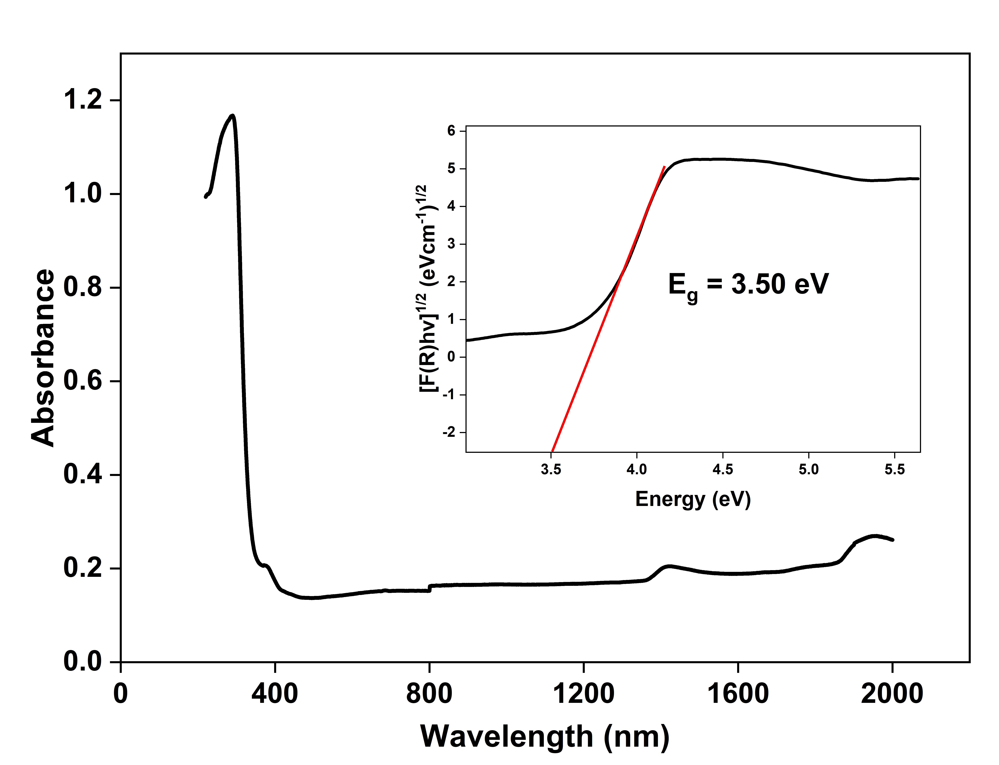 Absorbance
1.2
1.0
0.8
0.6
0.4
0.2
0.0
0 400 800 1200 1600 2000
Wavelength (nm)
[F(R)hv]1/2 (eVcm-1)1/2
6
5
4
3
2
1
0
-1
-2
3.5 4.0 4.5 5.0 5.5
Energy (eV)
Eg = 3.50 eV